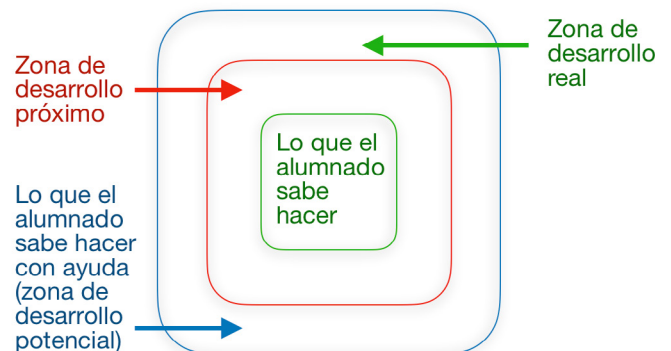 Zona de
desarrollo
próximo
Lo que el
alumnado
sabe hacer
con ayuda
(zona de
desarrollo
potencial)
Lo que el
alumnado
sabe
hacer
Zona de
desarrollo
real